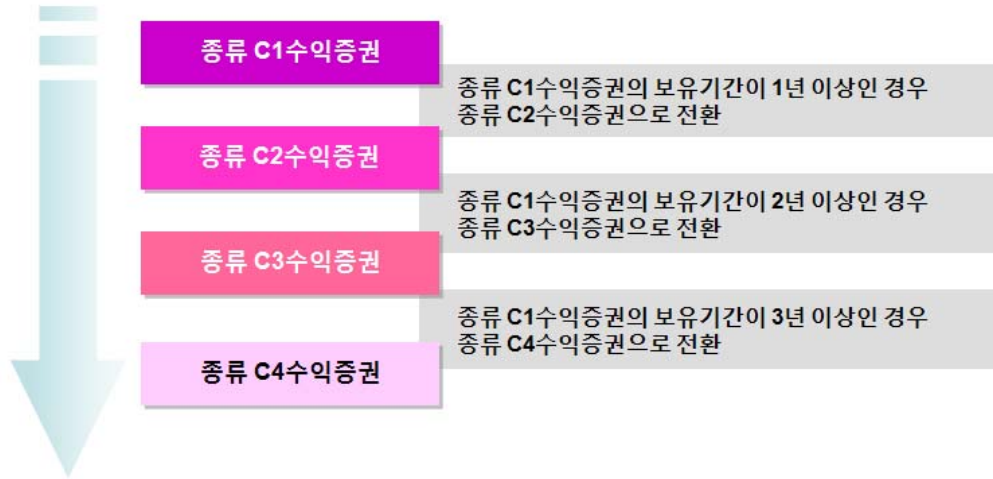 종류 C1수익증권
종류 C1수익증권의 보유기간이 1년 이상인 경우
종류 C2수익증권으로 전환
종류 C2수익증권
종류 C1수익증권의 보유기간이 2년 이상인 경우
종류 C3수익증권으로 전환
종류 C3수익증권
종류 C1수익증권의 보유기간이 3년 이상인 경우
종류 C4수익증권으로 전환
종류 C4수익증권